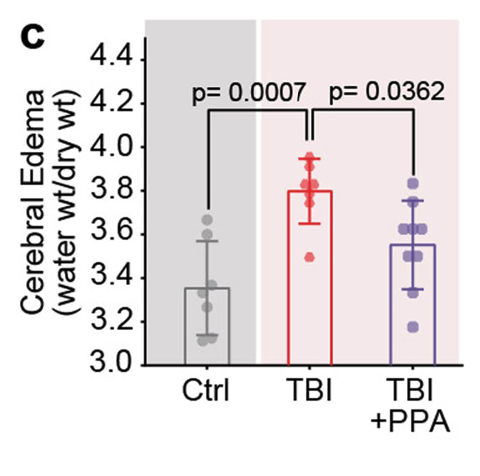 c
Cerebral Edema
(water wt/dry wt)
4.4
4.2
4.0
3.8
3.6
3.4
3.2
3.0
p= 0.0007
p= 0.0362
Ctrl
TBI
TBI
+PPA